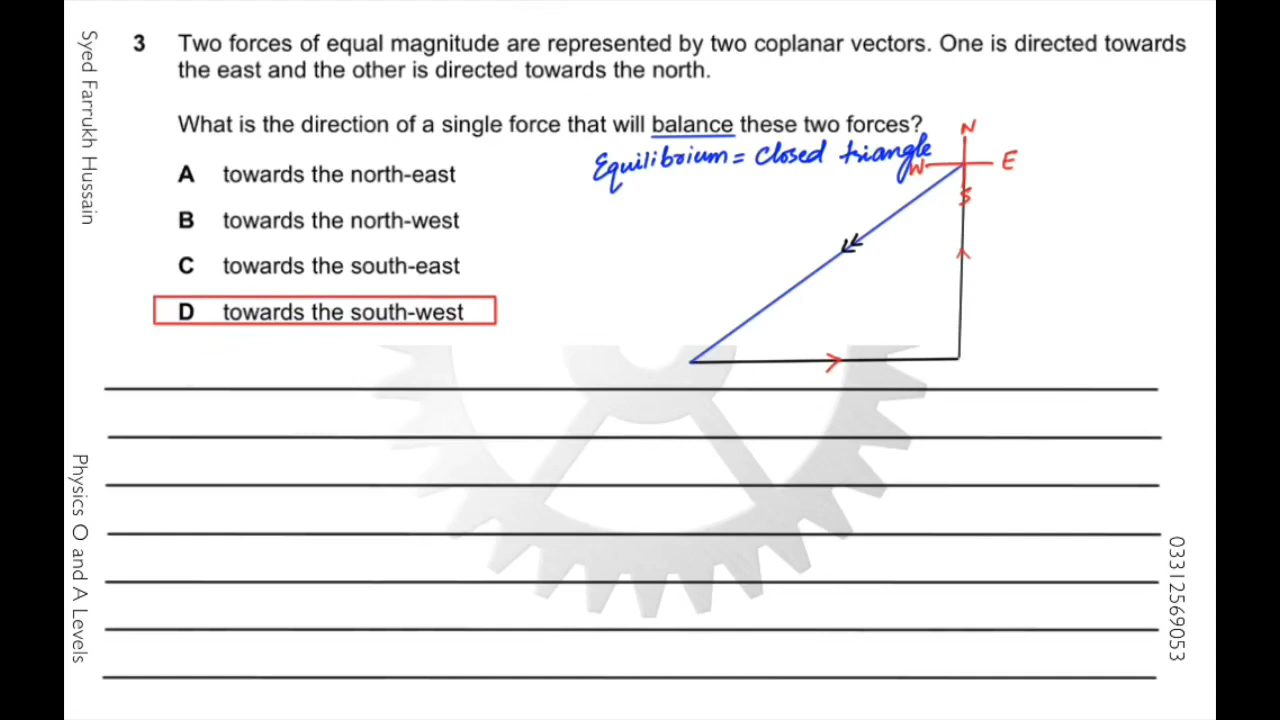 Syed Farrukh Hussain
3 Two forces of equal magnitude are represented by two coplanar vectors. One is directed towards
the east and the other is directed towards the north.
What is the direction of a single force that will balance these two forces?
Equilibrium = Closed triangle
N
W E
S
A towards the north-east
B towards the north-west
C towards the south-east
D towards the south-west
Physics O and A Levels
03312569053